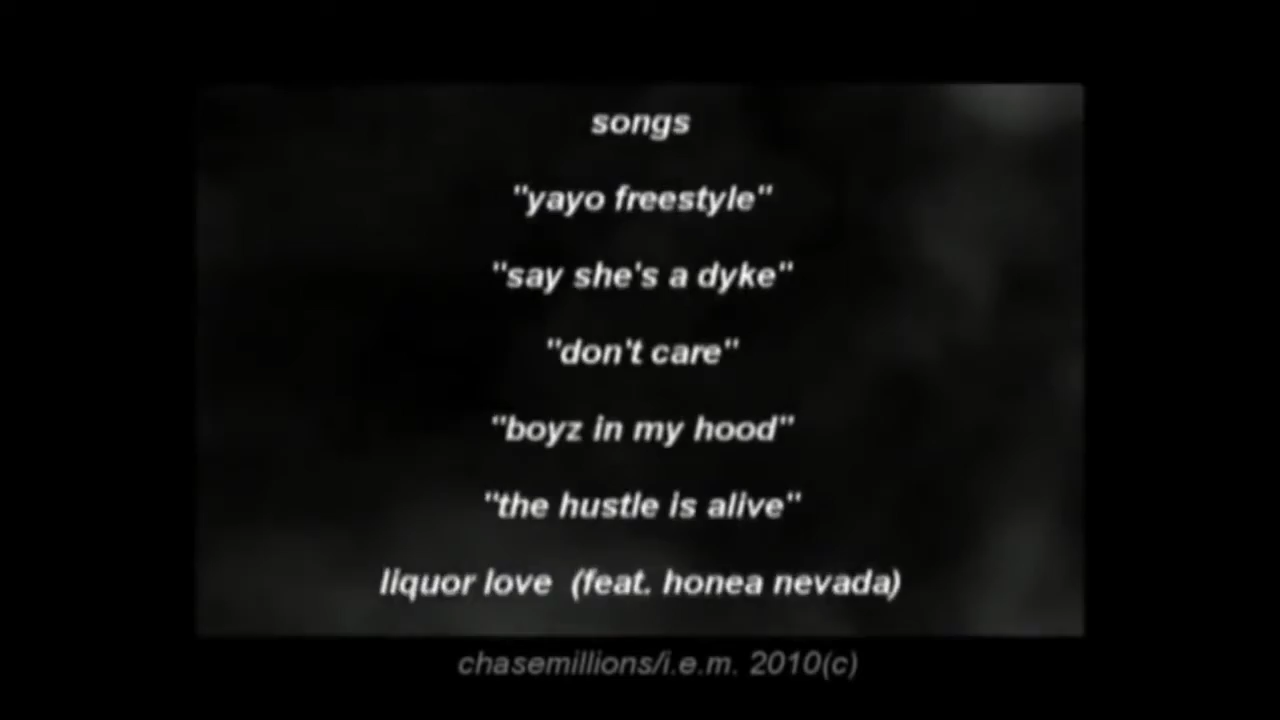 songs
"yayo freestyle"
"say she's a dyke"
"don't care"
"boyz in my hood"
"the hustle is alive"
liquor love (feat. honea nevada)
chasemillions/i.e.m. 2010(c)